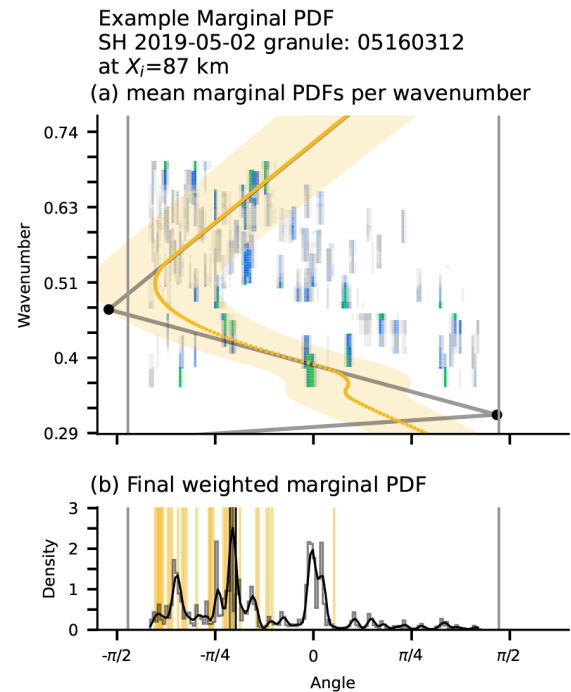 Example Marginal PDF
SH 2019-05-02 granule: 05160312
at Xi=87 km
(a) mean marginal PDFs per wavenumber
0.74
0.63
0.51
0.4
0.29
Wavenumber
(b) Final weighted marginal PDF
3
2
1
0
Density
-π/2
-π/4
0
π/4
π/2
Angle